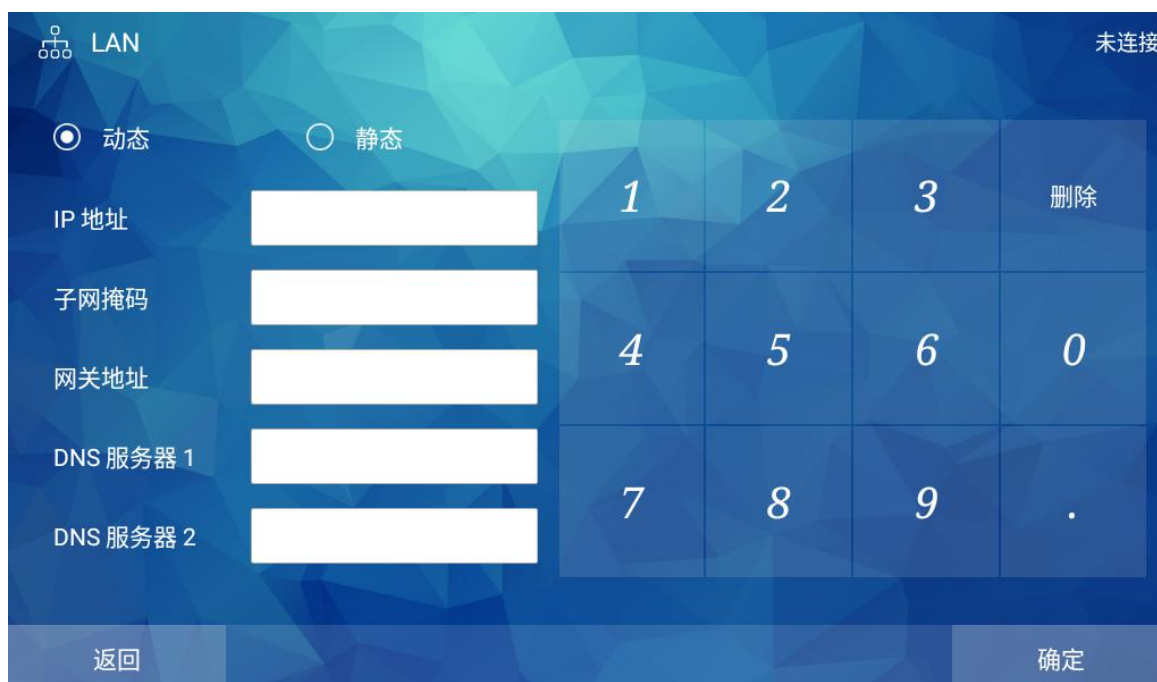 LAN
未连接
动态 静态
IP 地址
子网掩码
网关地址
DNS 服务器 1
DNS 服务器 2
1 2 3 删除
4 5 6 0
7 8 9 .
返回 确定